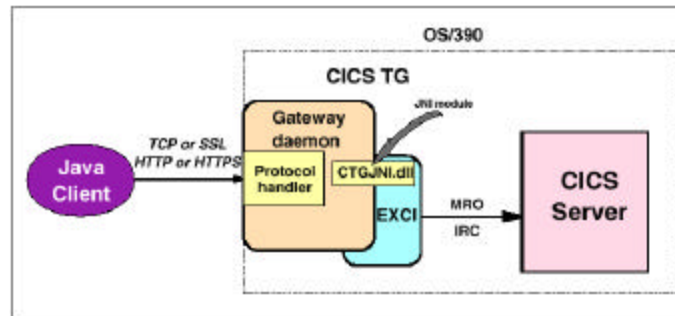 OS/390
CICS TG
JNI module
Gateway
daemon
TCP or SSL
HTTP or HTTPS
Java
Client
Protocol
handler
CTGJNI.dll
EXCI
MRO
IRC
CICS
Server